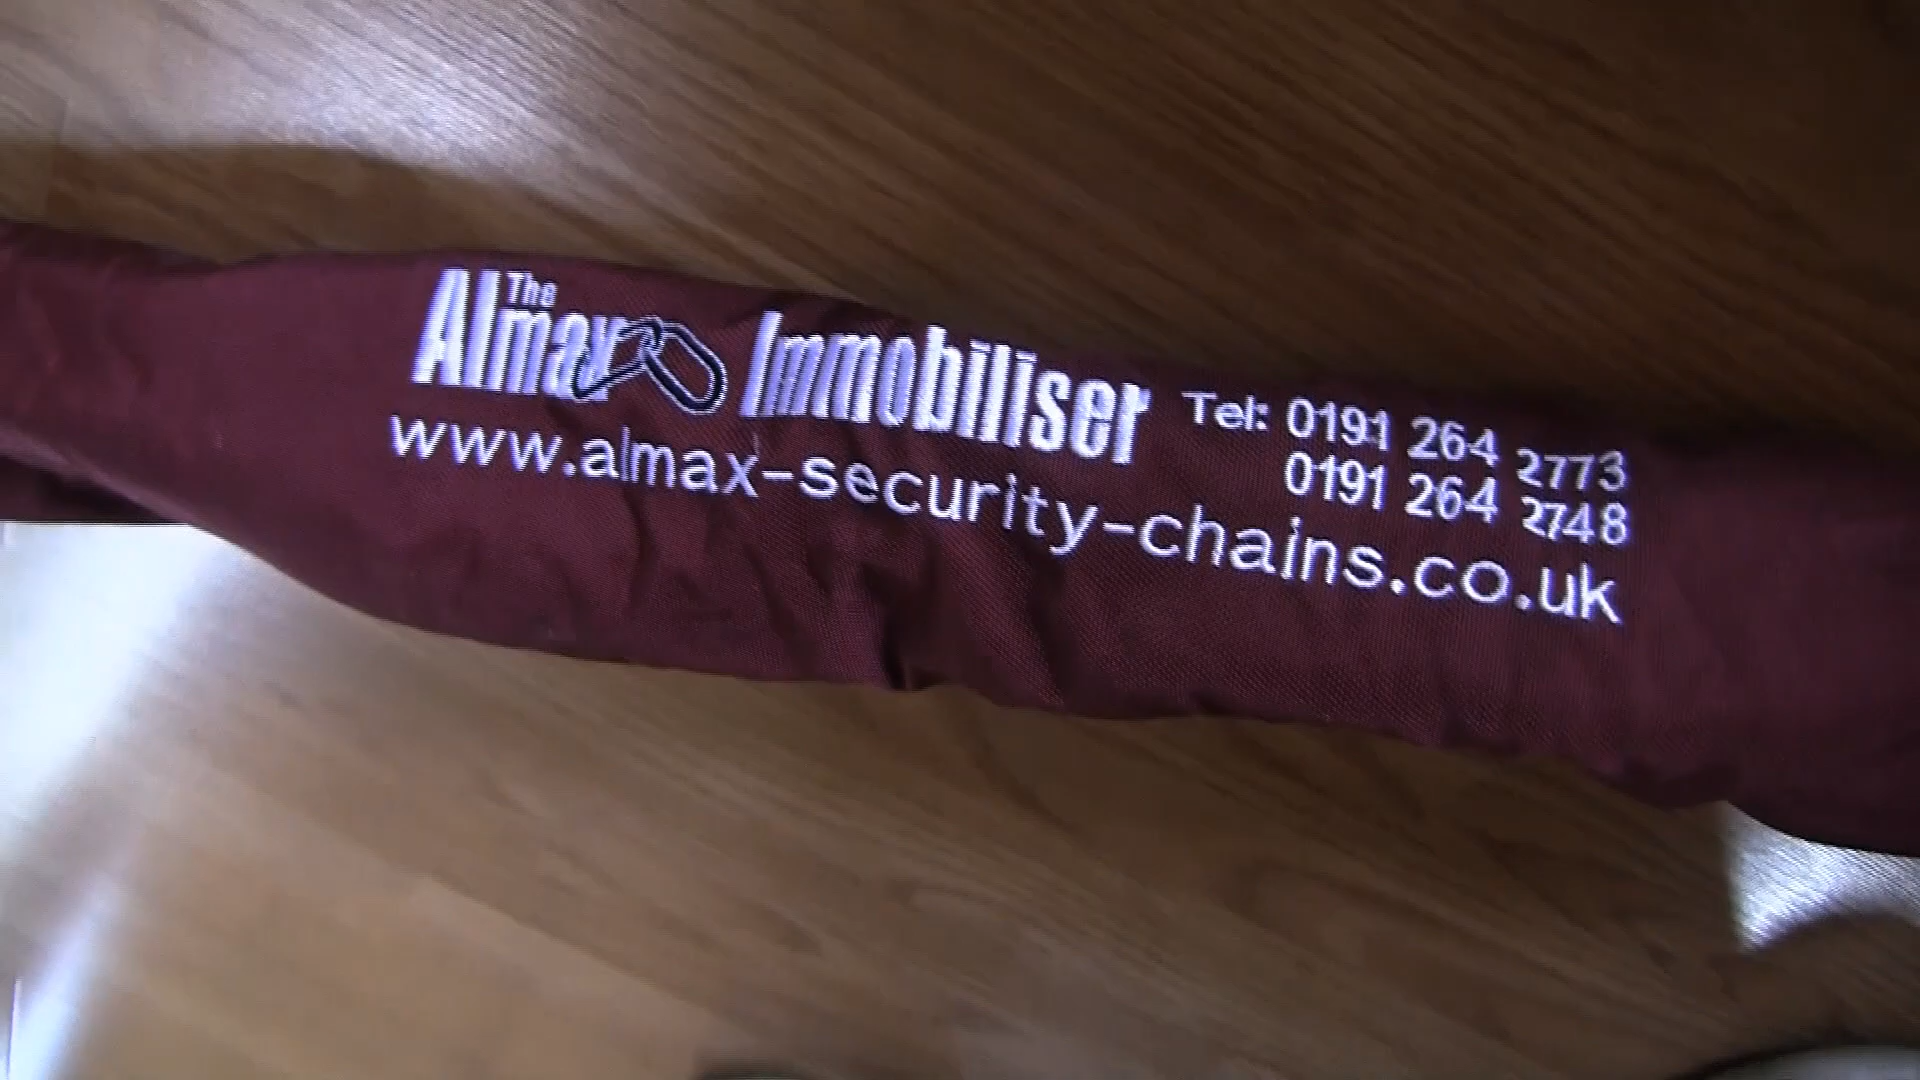 The
Almax Immobiliser
Tel: 0191 264 2773
0191 264 2748
www.almax-security-chains.co.uk